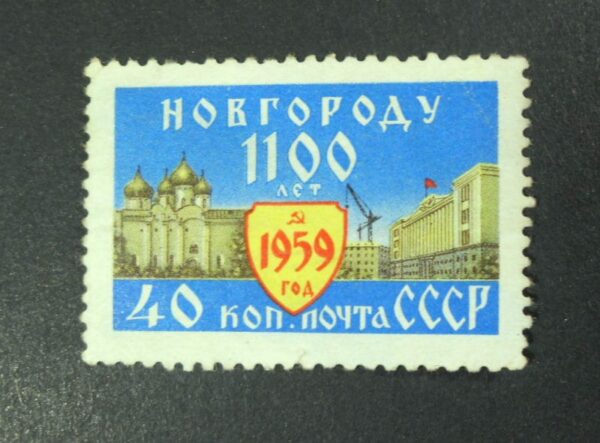 НОВГОРОДУ
1100
ЛЕТ
1959
ГОД
40 КОП. ПОЧТА СССР